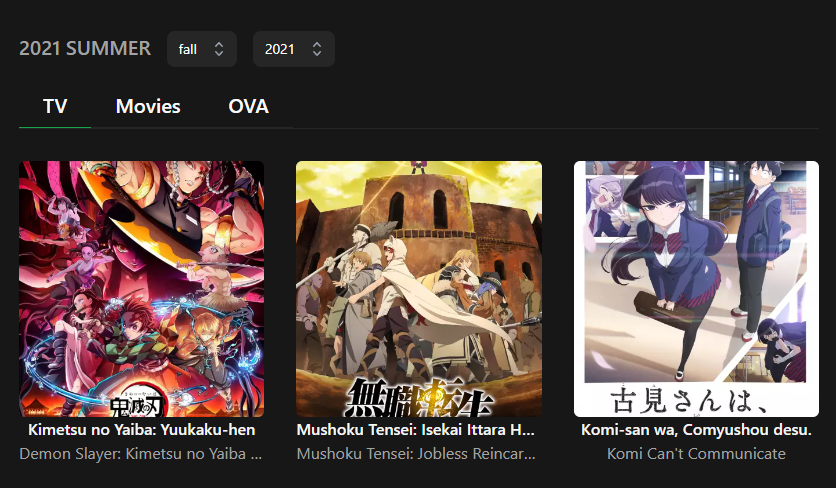 2021 SUMMER
fall
2021
TV
Movies
OVA
鬼滅の刃
無職転生
古見さんは、
Kimetsu no Yaiba: Yuukaku-hen
Mushoku Tensei: Isekai Ittara H...
Komi-san wa, Comyushou desu.
Demon Slayer: Kimetsu no Yaiba ...
Mushoku Tensei: Jobless Reincar...
Komi Can't Communicate